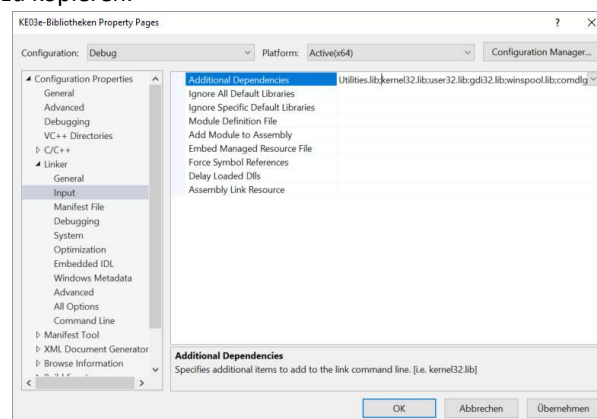 zu kopieren.
KE03e-Bibliotheken Property Pages ? ×
Configuration: Debug Platform: Active(x64) Configuration Manager...
Configuration Properties
General
Advanced
Debugging
VC++ Directories
C/C++
Linker
General
Input
Manifest File
Debugging
System
Optimization
Embedded IDL
Windows Metadata
Advanced
All Options
Command Line
Manifest Tool
XML Document Generator
Browse Information
Additional Dependencies Utilities.lib;kernel32.lib;user32.lib;gdi32.lib;winspool.lib;comdlg
Ignore All Default Libraries
Ignore Specific Default Libraries
Module Definition File
Add Module to Assembly
Embed Managed Resource File
Force Symbol References
Delay Loaded Dlls
Assembly Link Resource
Additional Dependencies
Specifies additional items to add to the link command line. [i.e. kernel32.lib]
OK Abbrechen Übernehmen